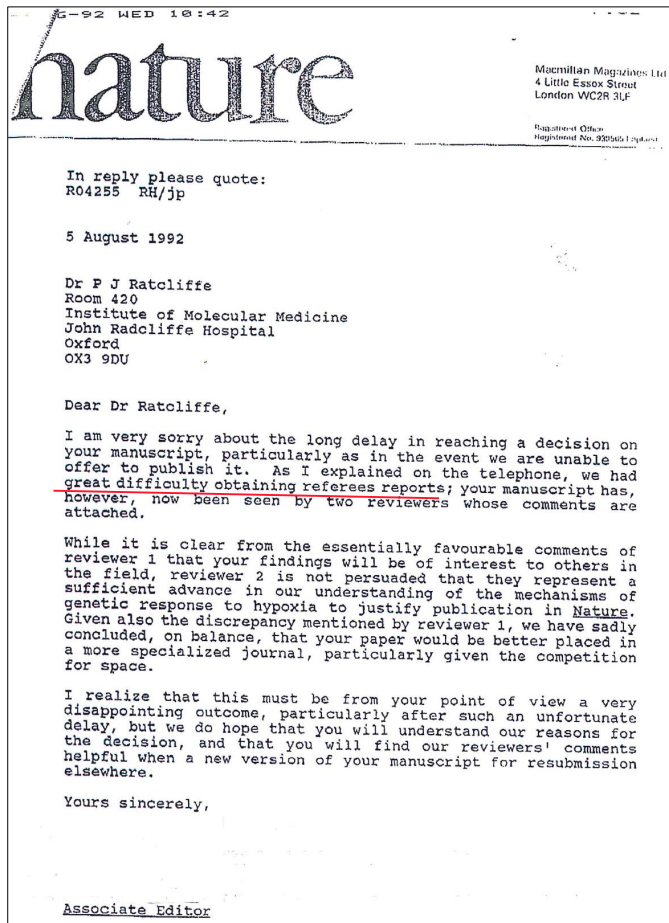 G-92 WED 10:42
nature
Macmillan Magazines Ltd
4 Little Essex Street
London WC2R 3LF
Registered Office
Registered No. 
In reply please quote:
R04255 RH/jp
5 August 1992
Dr P J Ratcliffe
Room 420
Institute of Molecular Medicine
John Radcliffe Hospital
Oxford
OX3 9DU
Dear Dr Ratcliffe,
I am very sorry about the long delay in reaching a decision on
your manuscript, particularly as in the event we are unable to
offer to publish it. As I explained on the telephone, we had
great difficulty obtaining referees reports; your manuscript has,
however, now been seen by two reviewers whose comments are
attached.
While it is clear from the essentially favourable comments of
reviewer 1 that your findings will be of interest to others in
the field, reviewer 2 is not persuaded that they represent a
sufficient advance in our understanding of the mechanisms of
genetic response to hypoxia to justify publication in Nature.
Given also the discrepancy mentioned by reviewer 1, we have sadly
concluded, on balance, that your paper would be better placed in
a more specialized journal, particularly given the competition
for space.
I realize that this must be from your point of view a very
disappointing outcome, particularly after such an unfortunate
delay, but we do hope that you will understand our reasons for
the decision, and that you will find our reviewers' comments
helpful when a new version of your manuscript for resubmission
elsewhere.
Yours sincerely,
Associate Editor